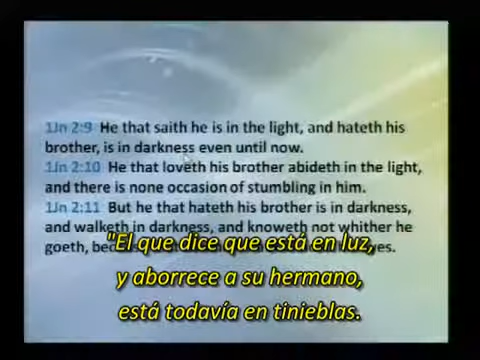 1Jn 2:9 He that saith he is in the light, and hateth his
brother, is in darkness even until now.
1Jn 2:10 He that loveth his brother abideth in the light,
and there is none occasion of stumbling in him.
1Jn 2:11 But he that hateth his brother is in darkness,
and walketh in darkness, and knoweth not whither he
goeth, es.
"El que dice que está en luz,
y aborrece a su hermano,
está todavía en tinieblas.